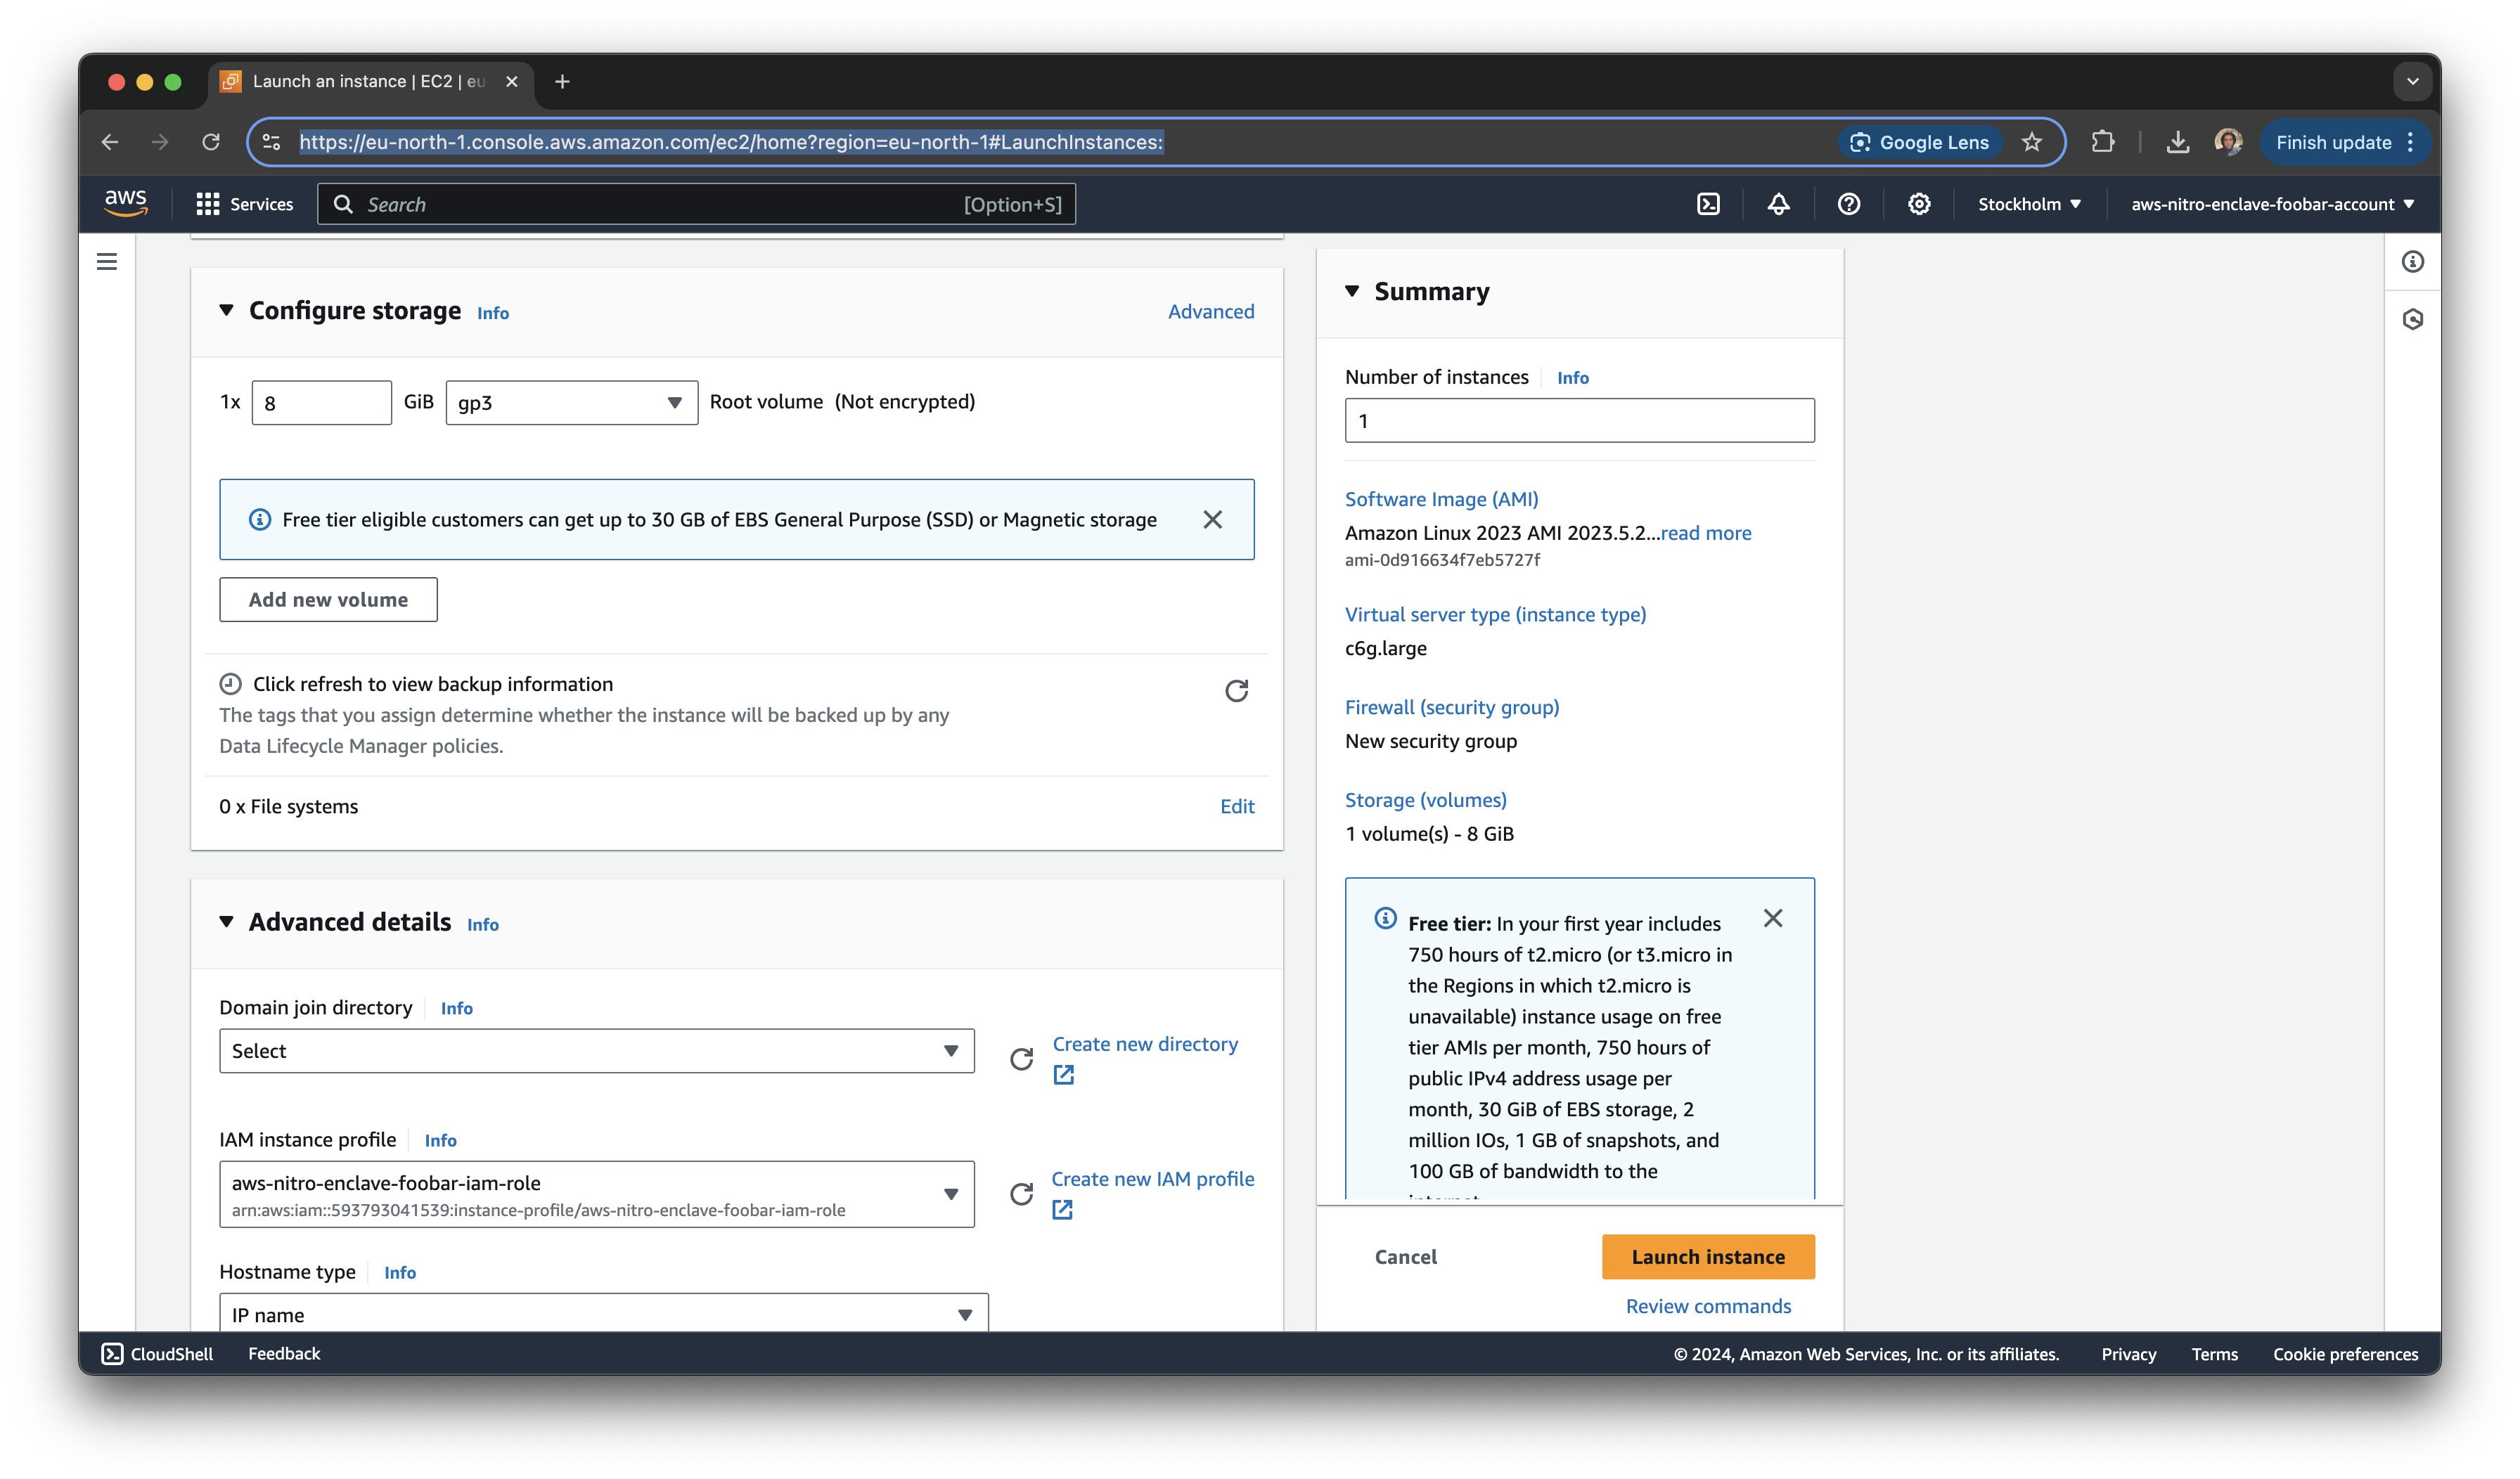 Launch an instance | EC2 | eu
https://eu-north-1.console.aws.amazon.com/ec2/home?region=eu-north-1#LaunchInstances:
Google Lens
Finish update
aws
Services
Search
[Option+S]
Stockholm
aws-nitro-enclave-foobar-account
Configure storage Info
Advanced
1x 8 GiB gp3 Root volume (Not encrypted)
Free tier eligible customers can get up to 30 GB of EBS General Purpose (SSD) or Magnetic storage
Add new volume
Click refresh to view backup information
The tags that you assign determine whether the instance will be backed up by any
Data Lifecycle Manager policies.
0 x File systems
Edit
Advanced details Info
Domain join directory Info
Select
Create new directory
IAM instance profile Info
aws-nitro-enclave-foobar-iam-role
arn:aws:iam::593793041539:instance-profile/aws-nitro-enclave-foobar-iam-role
Create new IAM profile
Hostname type Info
IP name
Summary
Number of instances Info
1
Software Image (AMI)
Amazon Linux 2023 AMI 2023.5.2...read more
ami-0d916634f7eb5727f
Virtual server type (instance type)
c6g.large
Firewall (security group)
New security group
Storage (volumes)
1 volume(s) - 8 GiB
Free tier: In your first year includes
750 hours of t2.micro (or t3.micro in
the Regions in which t2.micro is
unavailable) instance usage on free
tier AMIs per month, 750 hours of
public IPv4 address usage per
month, 30 GiB of EBS storage, 2
million IOs, 1 GB of snapshots, and
100 GB of bandwidth to the
Cancel
Launch instance
Review commands
CloudShell
Feedback
© 2024, Amazon Web Services, Inc. or its affiliates.
Privacy
Terms
Cookie preferences